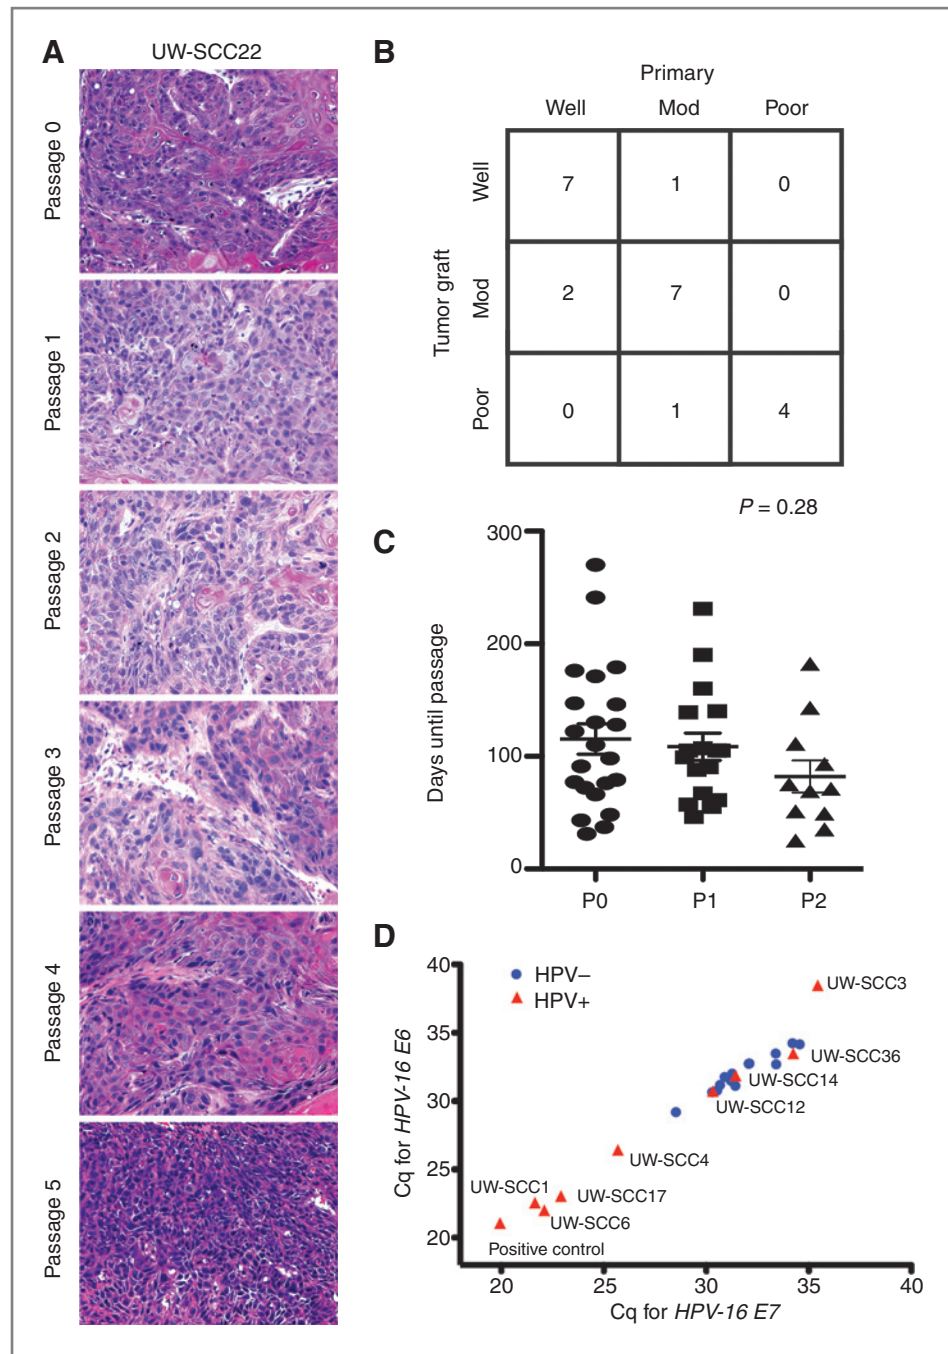 A
UW-SCC22
Passage 0
Passage 1
Passage 2
Passage 3
Passage 4
Passage 5
B
Primary
Well Mod Poor
Tumor graft
Well 7 1 0
Mod 2 7 0
Poor 0 1 4
C
P = 0.28
Days until passage
300
200
100
0
P0 P1 P2
D
HPV–
HPV+
Cq for HPV-16 E6
40
35
30
25
20
UW-SCC3
UW-SCC36
UW-SCC14
UW-SCC12
UW-SCC4
UW-SCC1
UW-SCC17
UW-SCC6
Positive control
20 25 30 35 40
Cq for HPV-16 E7